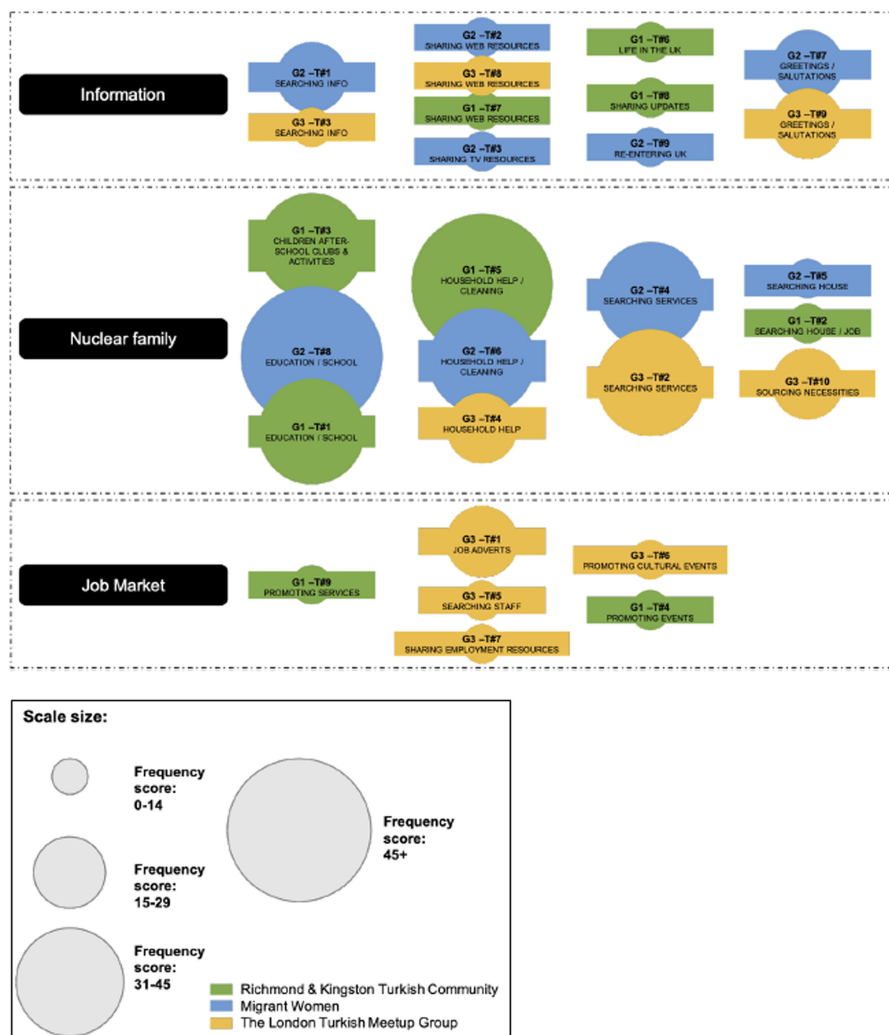 Information
G2 –T#1
SEARCHING INFO
G3 –T#3
SEARCHING INFO
G2 –T#2
SHARING WEB RESOURCES
G3 –T#8
SHARING WEB RESOURCES
G1 –T#7
SHARING WEB RESOURCES
G2 –T#3
SHARING TV RESOURCES
G1 –T#6
LIFE IN THE UK
G1 –T#8
SHARING UPDATES
G2 –T#9
RE-ENTERING UK
G2 –T#7
GREETINGS /
SALUTATIONS
G3 –T#9
GREETINGS /
SALUTATIONS
Nuclear family
G1 –T#3
CHILDREN AFTER-
SCHOOL CLUBS &
ACTIVITIES
G2 –T#8
EDUCATION / SCHOOL
G1 –T#1
EDUCATION / SCHOOL
G1 –T#5
HOUSEHOLD HELP /
CLEANING
G2 –T#6
HOUSEHOLD HELP /
CLEANING
G3 –T#4
HOUSEHOLD HELP
G2 –T#4
SEARCHING SERVICES
G3 –T#2
SEARCHING SERVICES
G2 –T#5
SEARCHING HOUSE
G1 –T#2
SEARCHING HOUSE / JOB
G3 –T#10
SOURCING NECESSITIES
Job Market
G1 –T#9
PROMOTING SERVICES
G3 –T#1
JOB ADVERTS
G3 –T#5
SEARCHING STAFF
G3 –T#7
SHARING EMPLOYMENT RESOURCES
G3 –T#6
PROMOTING CULTURAL EVENTS
G1 –T#4
PROMOTING EVENTS
Scale size:
Frequency
score:
0-14
Frequency
score:
15-29
Frequency
score:
31-45
Frequency
score:
45+
Richmond & Kingston Turkish Community
Migrant Women
The London Turkish Meetup Group